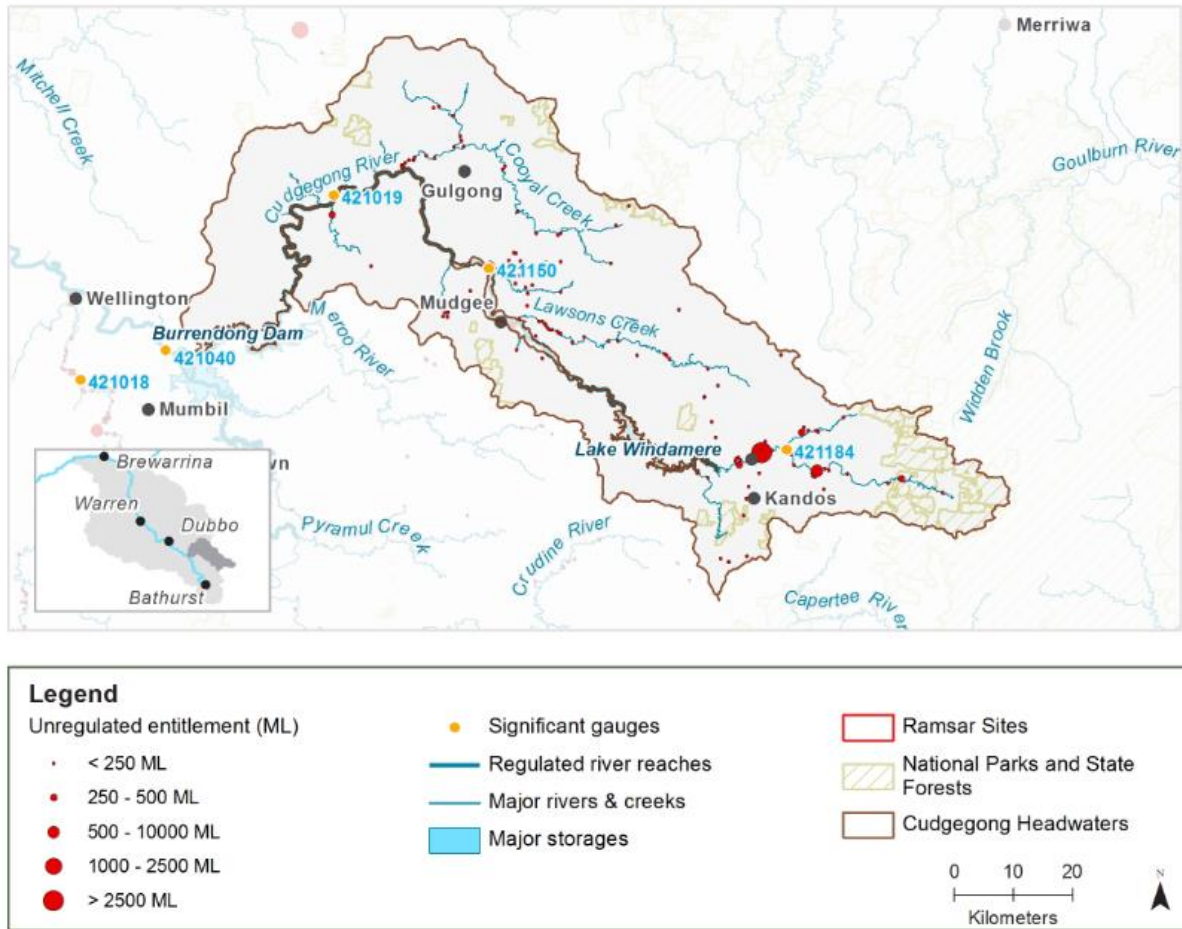 Merriwa
Mitchell Creek
Goulburn River
Cudgegong River
Cooyal Creek
Gulgong
421019
421150
Wellington
Mudgee
Lawsons Creek
Meroo River
Burrendong Dam
421040
Widden Brook
421018
Mumbil
Lake Windamere
421184
Kandos
wn
Brewarrina
Warren
Dubbo
Bathurst
Pyramul Creek
Crudine River
Capertee River
Legend
Unregulated entitlement (ML)
< 250 ML
250 - 500 ML
500 - 10000 ML
1000 - 2500 ML
> 2500 ML
Significant gauges
Regulated river reaches
Major rivers & creeks
Major storages
Ramsar Sites
National Parks and State
Forests
Cudgegong Headwaters
0 10 20
Kilometers
N